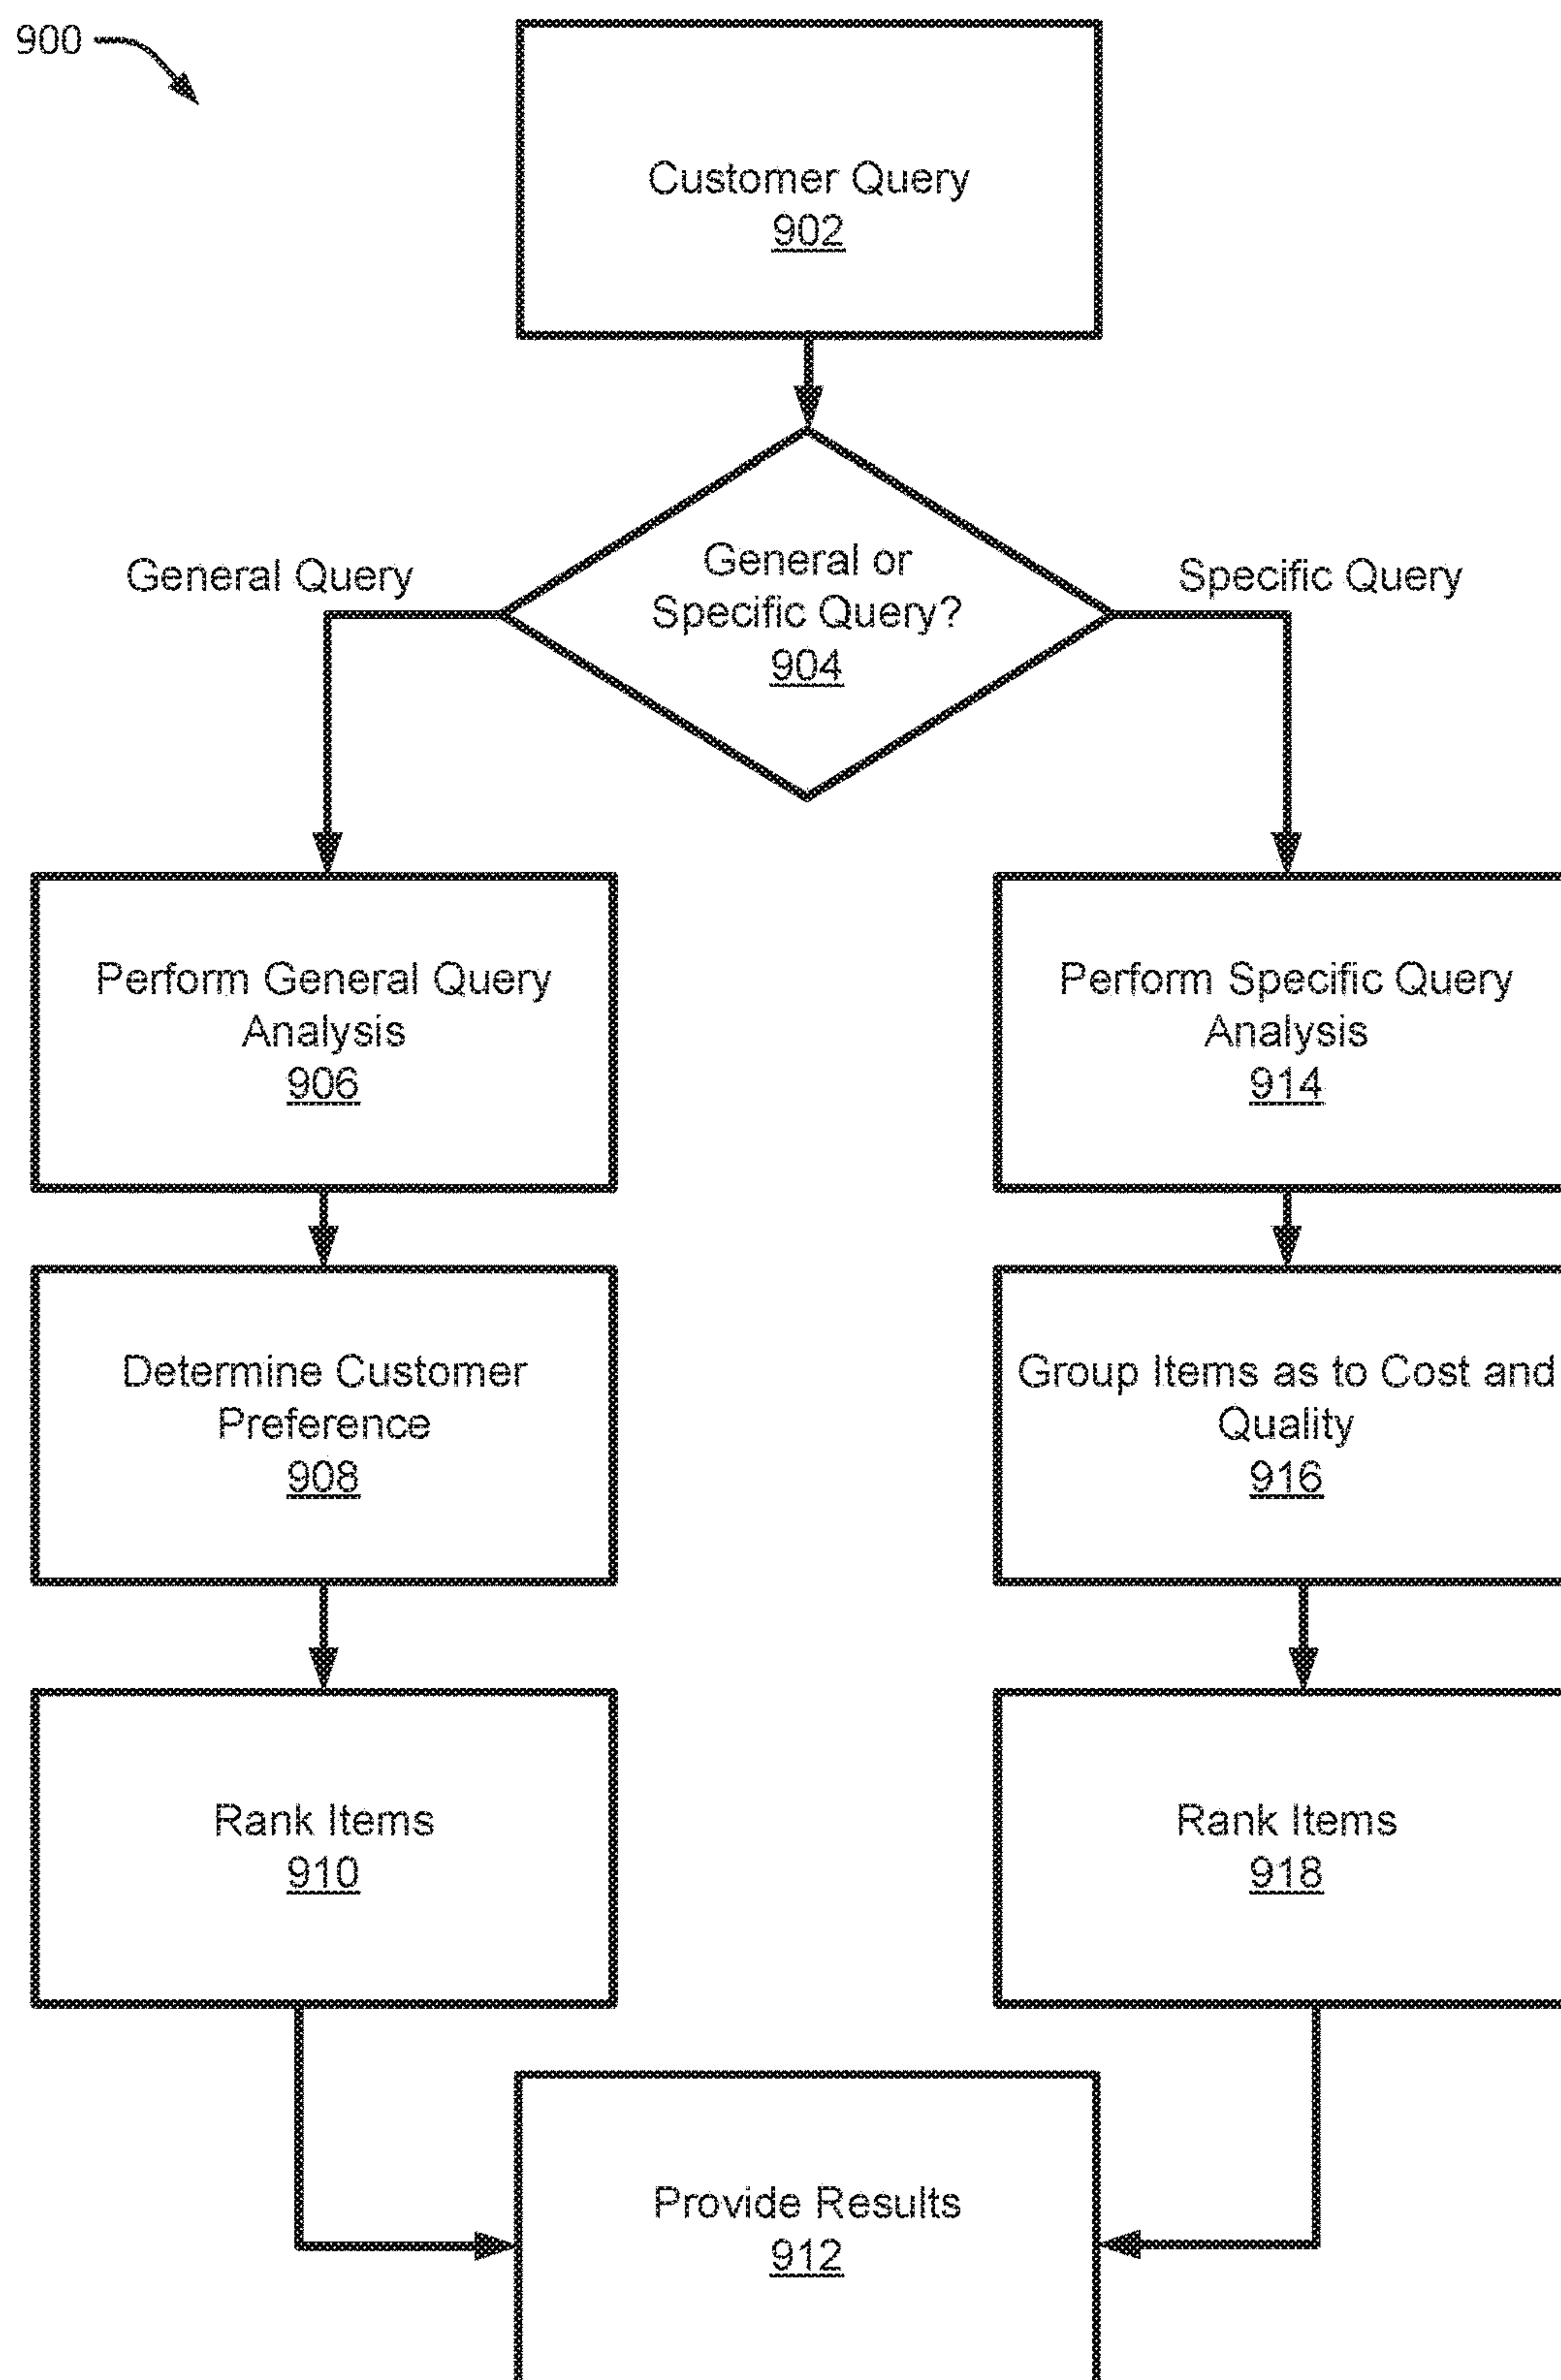 900
Customer Query
902
General Query
General or
Specific Query?
904
Specific Query
Perform General Query
Analysis
906
Perform Specific Query
Analysis
914
Determine Customer
Preference
908
Group Items as to Cost and
Quality
916
Rank Items
910
Rank Items
918
Provide Results
912